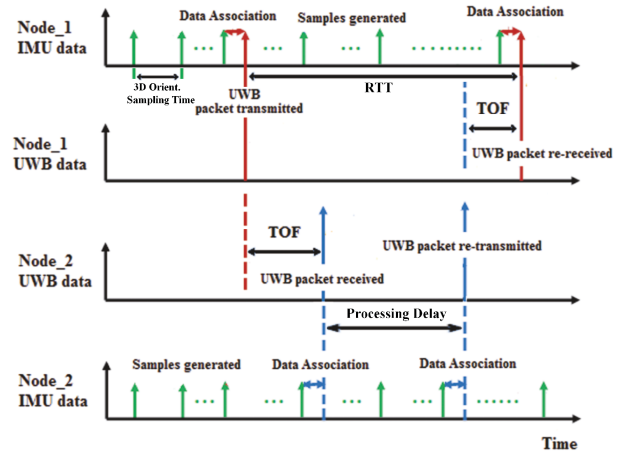 Node_1
IMU data
Data Association
Samples generated
Data Association
3D Orient.
Sampling Time
UWB
packet transmitted
RTT
Node_1
UWB data
TOF
UWB packet re-received
Node_2
UWB data
TOF
UWB packet re-transmitted
UWB packet received
Processing Delay
Node_2
IMU data
Samples generated
Data Association
Data Association
Time